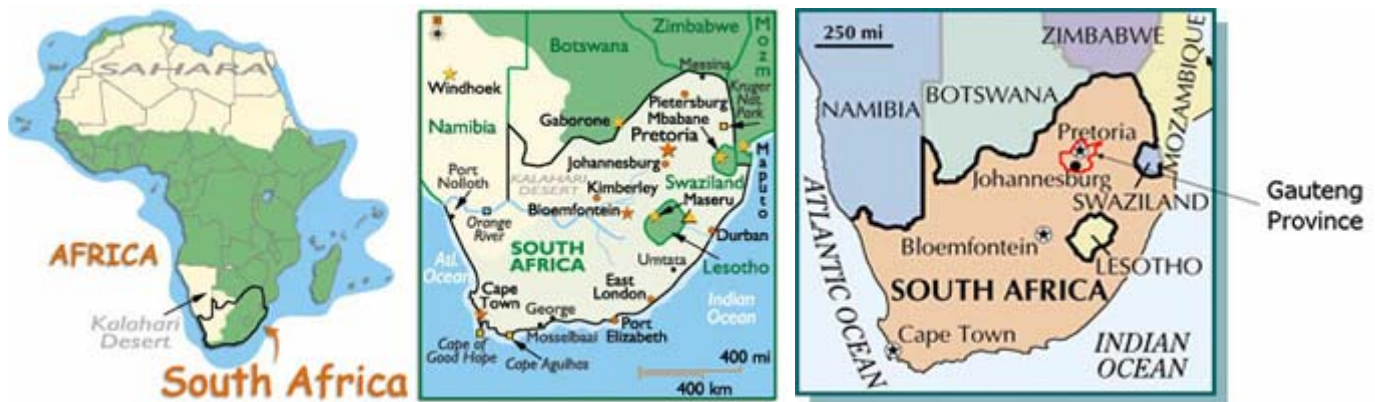 SAHARA
AFRICA
Kalahari
Desert
South Africa
Zimbabwe
Mozm
Botswana
Messina
Kruger
Nat.
Park
Windhoek
Pietersburg
Mbabane
Gaborone
Pretoria
Namibia
Johannesburg
Maputo
Port
Nolloth
KALAHARI
DESERT
Kimberley
Swaziland
Maseru
Bloemfontein
Orange
River
Durban
SOUTH
AFRICA
Umtata
Lesotho
Atl.
Ocean
East
London
Cape
Town
George
Indian
Ocean
Mosselbaai
Port
Elizabeth
Cape of
Good Hope
Cape Agulhas
400 mi
400 km
250 mi
ZIMBABWE
MOZAMBIQUE
NAMIBIA
BOTSWANA
Pretoria
Johannesburg
SWAZILAND
Gauteng
Province
ATLANTIC OCEAN
Bloemfontein
LESOTHO
SOUTH AFRICA
Cape Town
INDIAN
OCEAN